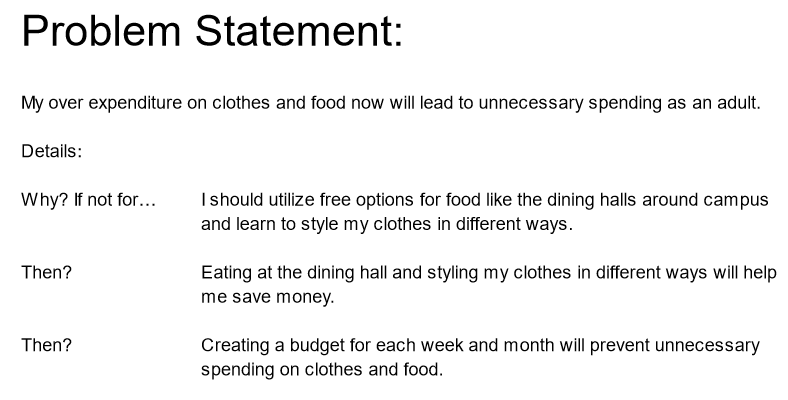 Problem Statement:
My over expenditure on clothes and food now will lead to unnecessary spending as an adult.
Details:
Why? If not for… I should utilize free options for food like the dining halls around campus
and learn to style my clothes in different ways.
Then? Eating at the dining hall and styling my clothes in different ways will help
me save money.
Then? Creating a budget for each week and month will prevent unnecessary
spending on clothes and food.